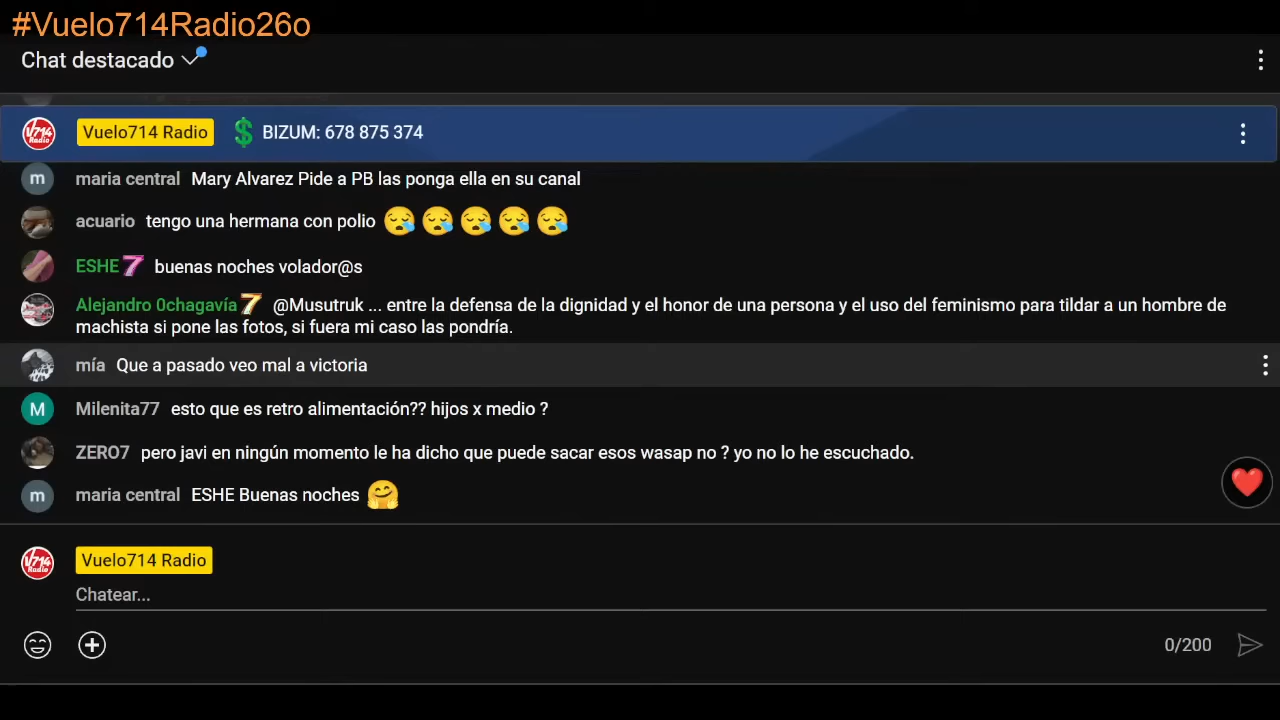 #Vuelo714Radio26o
Chat destacado
Vuelo714 Radio 💲 BIZUM: 678 875 374
m maria central Mary Alvarez Pide a PB las ponga ella en su canal
acuario tengo una hermana con polio 😪😪😪😪😪
ESHE 7 buenas noches volador@s
Alejandro 0chagavía 7 @Musutruk ... entre la defensa de la dignidad y el honor de una persona y el uso del feminismo para tildar a un hombre de
machista si pone las fotos, si fuera mi caso las pondría.
mía Que a pasado veo mal a victoria
M Milenita77 esto que es retro alimentación?? hijos x medio ?
ZERO7 pero javi en ningún momento le ha dicho que puede sacar esos wasap no ? yo no lo he escuchado.
m maria central ESHE Buenas noches 🤗
Vuelo714 Radio
Chatear...
0/200